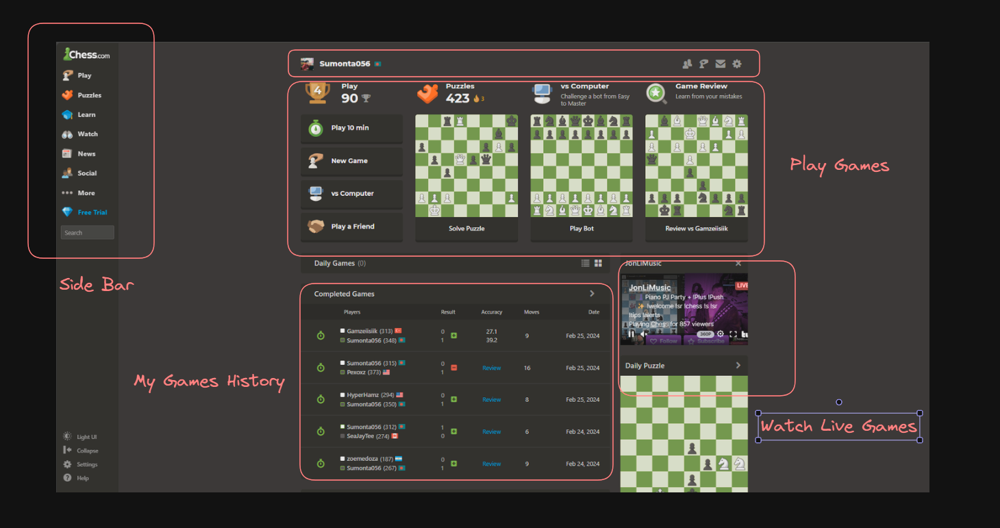 Chess.com
Play
Puzzles
Learn
Watch
News
Social
More
Free Trial
Search
Side Bar
Light UI
Collapse
Settings
Help
Sumonta056
4
Play
90
Puzzles
423 3
vs Computer
Challenge a bot from Easy
to Master
Game Review
Learn from your mistakes
Play 10 min
New Game
vs Computer
Play a Friend
Solve Puzzle
Play Bot
Review vs Gamzeiisiik
Play Games
Daily Games (0)
Completed Games
Players Result Accuracy Moves Date
Gamzeiisiik (313) 0 27.1
Sumonta056 (348) 1 39.2
9 Feb 25, 2024
Sumonta056 (315) 0
Pexoxz (373) 1
Review 16 Feb 25, 2024
HyperHamz (294) 0
Sumonta056 (350) 1
Review 8 Feb 25, 2024
Sumonta056 (312) 1
SeaJayTee (274) 0
Review 6 Feb 24, 2024
zoemedoza (187) 0
Sumonta056 (267) 1
Review 9 Feb 24, 2024
My Games History
JonLiMusic
JonLiMusic
LIVE
Piano PJ Party + !Plus !Push
!welcome !sr !chess !s !sr
!tips !alerts
Playing Chess for 857 viewers
360P
Follow Subscribe
Daily Puzzle
Watch Live Games